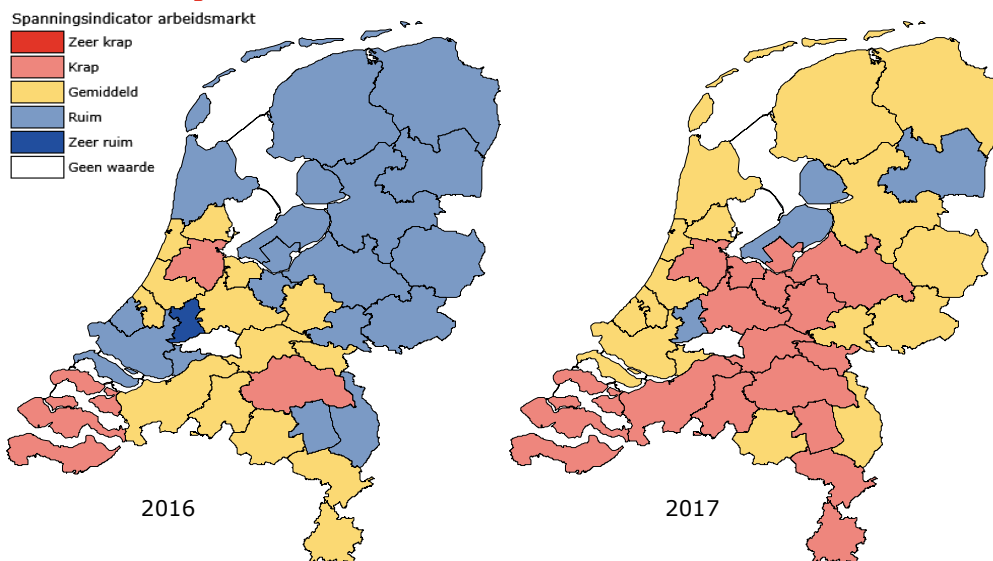 Spanningsindicator arbeidsmarkt
Zeer krap
Krap
Gemiddeld
Ruim
Zeer ruim
Geen waarde
2016
2017